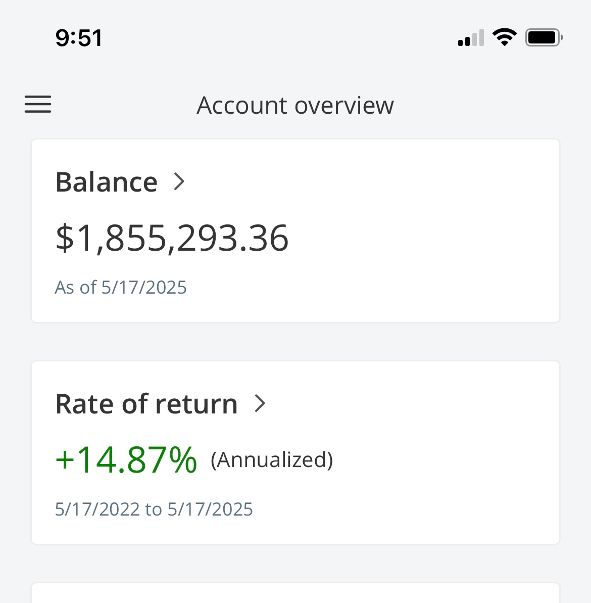 9:51
Account overview
Balance >
$1,855,293.36
As of 5/17/2025
Rate of return >
+14.87% (Annualized)
5/17/2022 to 5/17/2025